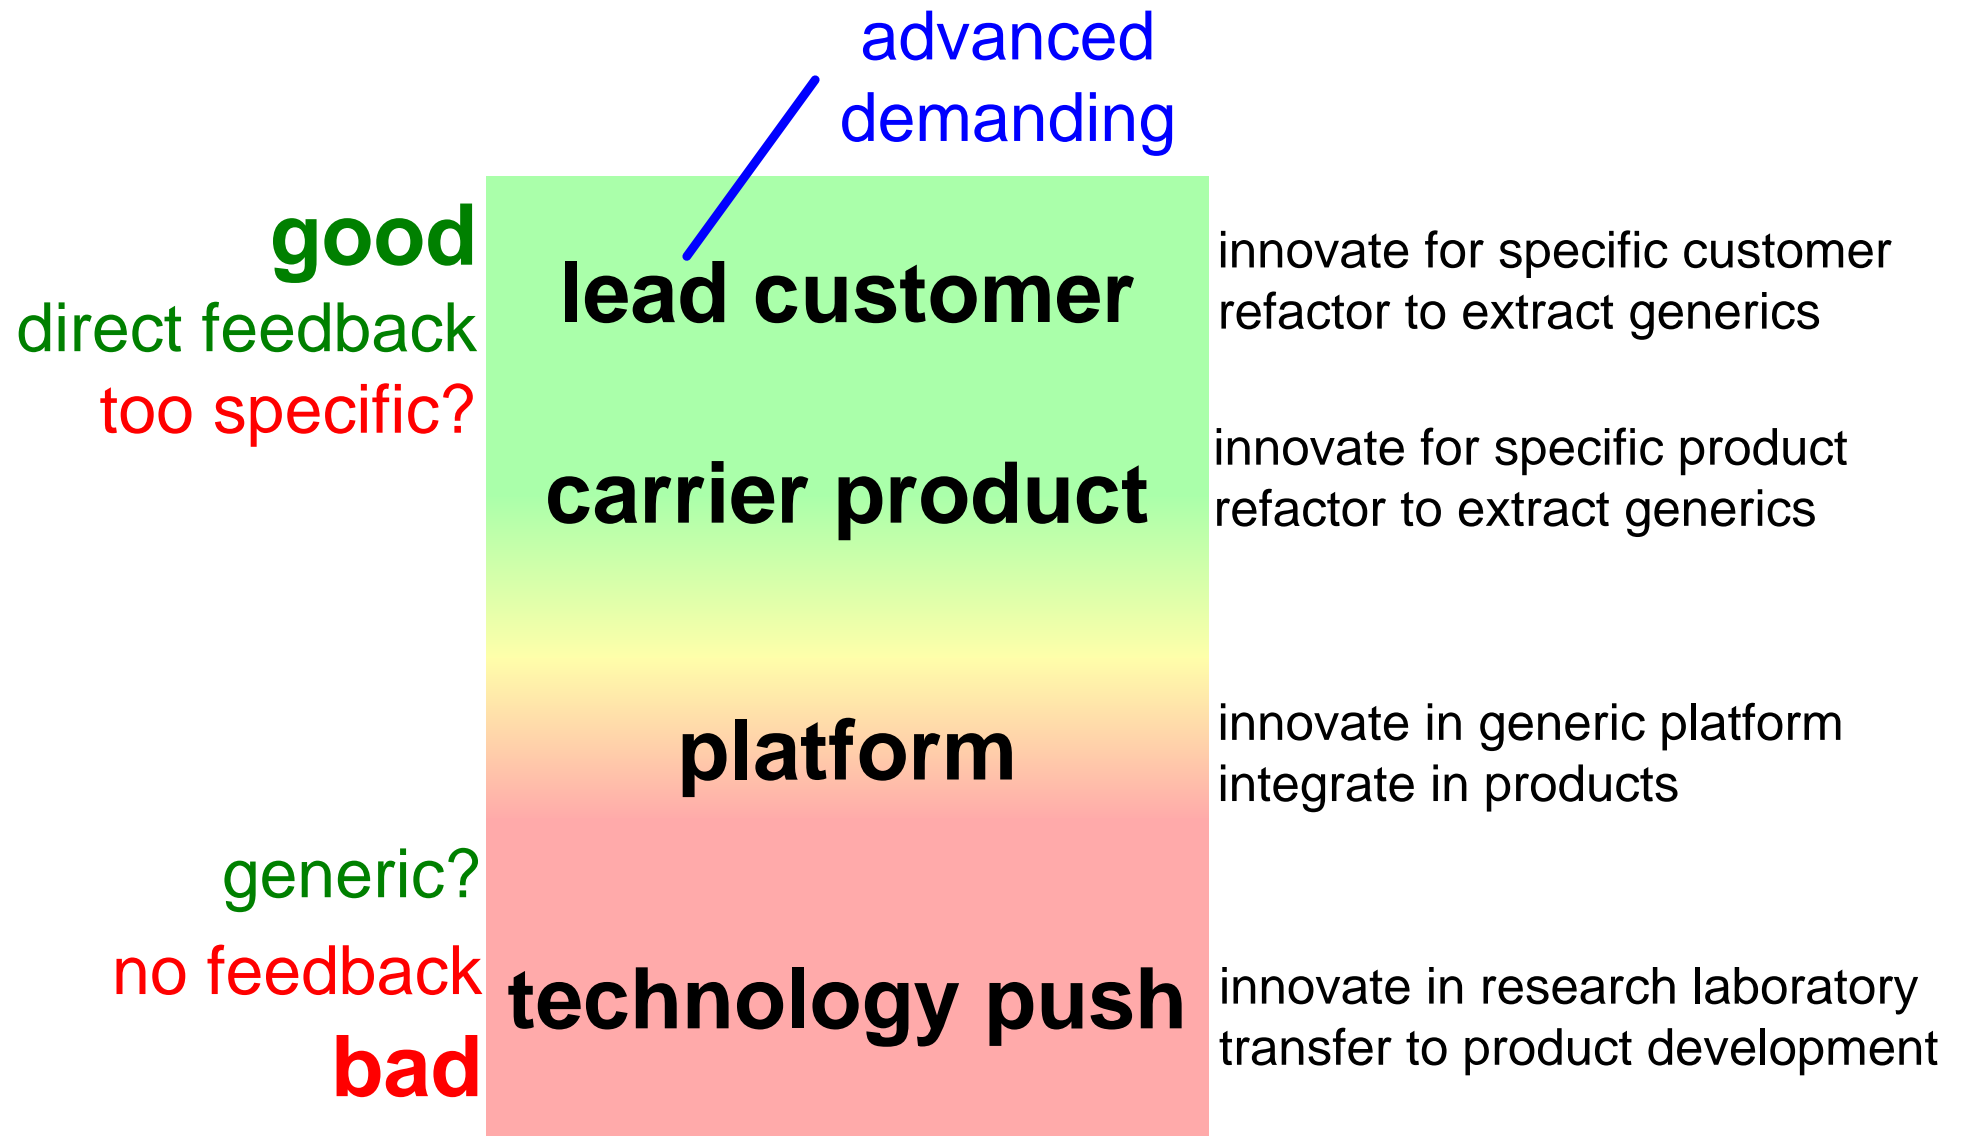 advanced
demanding
good
direct feedback
too specific?
lead customer
innovate for specific customer
refactor to extract generics
carrier product
innovate for specific product
refactor to extract generics
platform
innovate in generic platform
integrate in products
generic?
no feedback
bad
technology push
innovate in research laboratory
transfer to product development